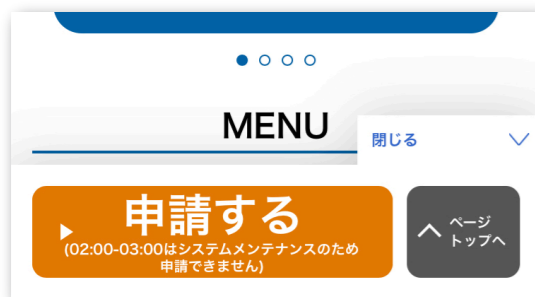 MENU
閉じる
申請する
(02:00-03:00はシステムメンテナンスのため
申請できません)
ページ
トップへ